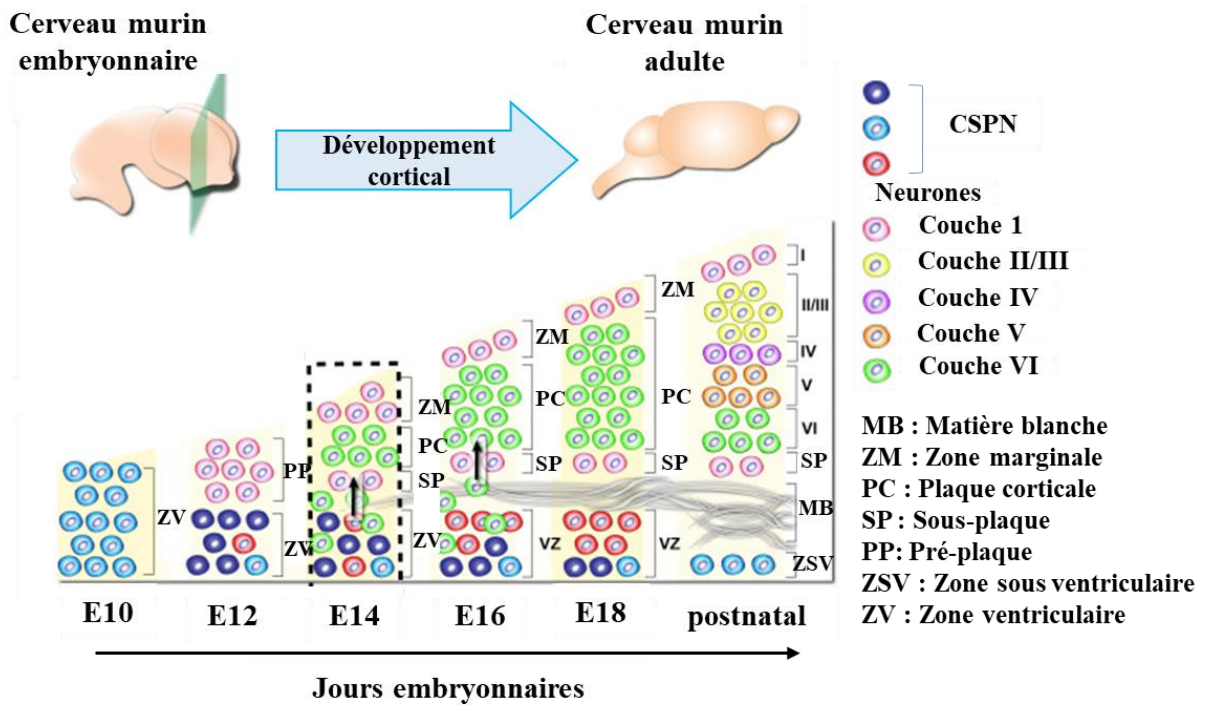 Cerveau murin
embryonnaire
Cerveau murin
adulte
Développement
cortical
CSPN
Neurones
Couche 1
Couche II/III
Couche IV
Couche V
Couche VI
MB : Matière blanche
ZM : Zone marginale
PC : Plaque corticale
SP : Sous-plaque
PP: Pré-plaque
ZSV : Zone sous ventriculaire
ZV : Zone ventriculaire
ZV
PP
ZV
ZM
PC
SP
ZV
ZM
PC
SP
VZ
ZM
PC
SP
VZ
I
II/III
IV
V
VI
SP
MB
ZSV
E10
E12
E14
E16
E18
postnatal
Jours embryonnaires